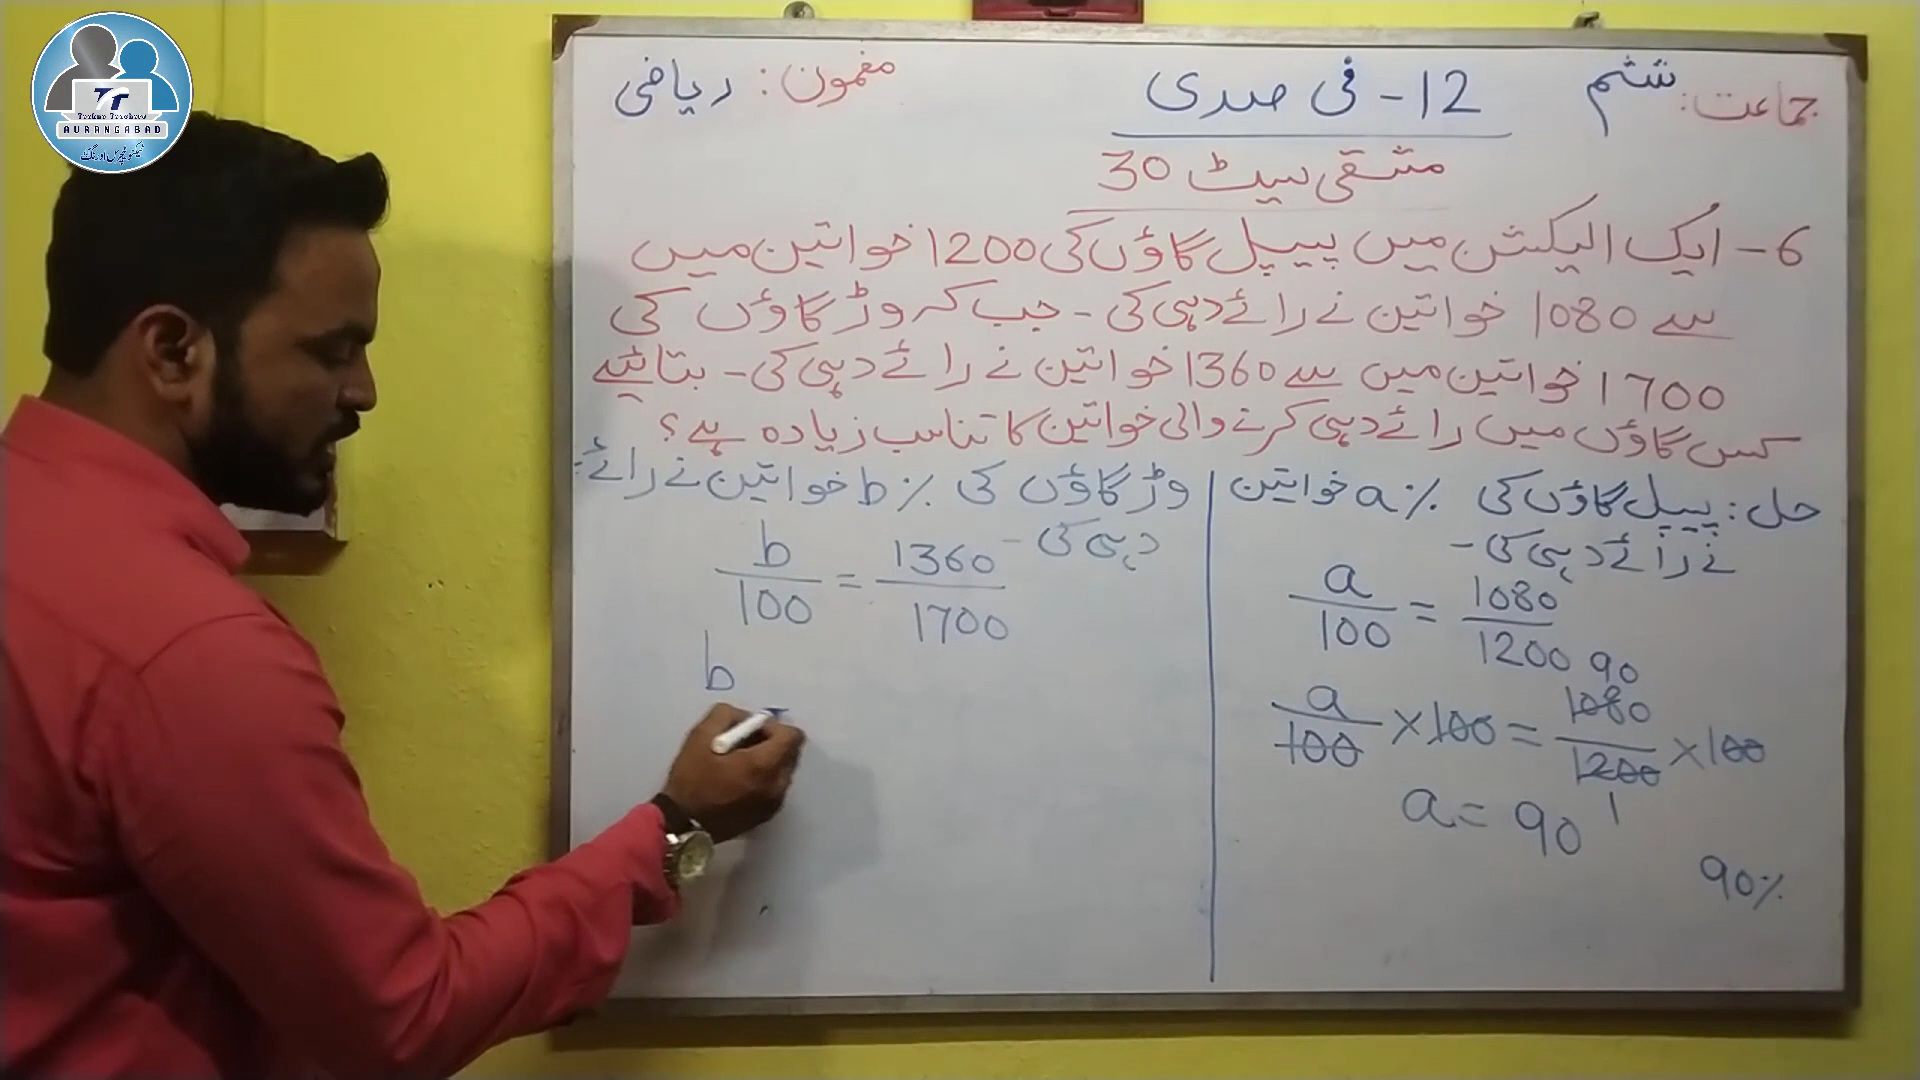 Techno Teachers
AURANGABAD
جماعت: ششم
12 - فی صدی
مضمون: ریاضی
مشقی سیٹ 30
6 - ایک الیکشن میں پیپل گاؤں کی 1200 خواتین میں
سے 1080 خواتین نے رائے دہی کی - جب کہ وڑ گاؤں کی
1700 خواتین میں سے 1360 خواتین نے رائے دہی کی - بتائیے
کس گاؤں میں رائے دہی کرنے والی خواتین کا تناسب زیادہ ہے؟
حل: پیپل گاؤں کی a% خواتین
نے رائے دہی کی -
a/100 = 1080/1200
90
a/100 × 100 = 1080/1200 × 100
1
a = 90
90%
وڑ گاؤں کی b% خواتین نے رائے
دہی کی -
b/100 = 1360/1700
b